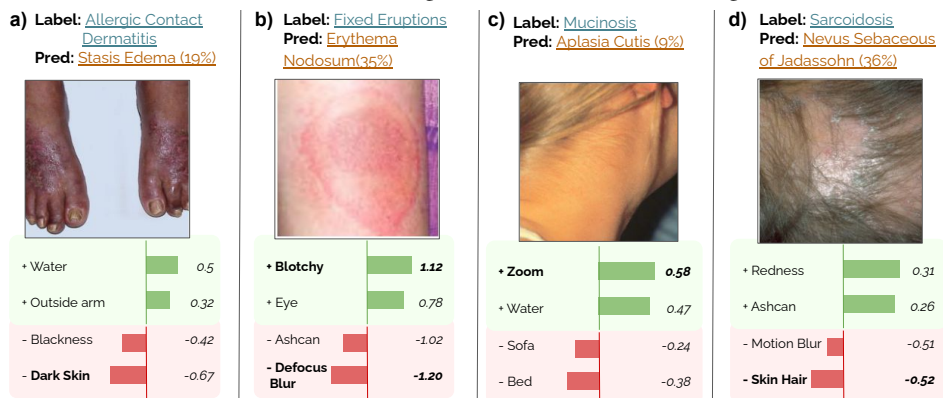 a) Label: Allergic Contact
Dermatitis
Pred: Stasis Edema (19%)
+ Water 0.5
+ Outside arm 0.32
- Blackness -0.42
- Dark Skin -0.67
b) Label: Fixed Eruptions
Pred: Erythema
Nodosum(35%)
+ Blotchy 1.12
+ Eye 0.78
- Ashcan -1.02
- Defocus
Blur -1.20
c) Label: Mucinosis
Pred: Aplasia Cutis (9%)
+ Zoom 0.58
+ Water 0.47
- Sofa -0.24
- Bed -0.38
d) Label: Sarcoidosis
Pred: Nevus Sebaceous
of Jadassohn (36%)
+ Redness 0.31
+ Ashcan 0.26
- Motion Blur -0.51
- Skin Hair -0.52